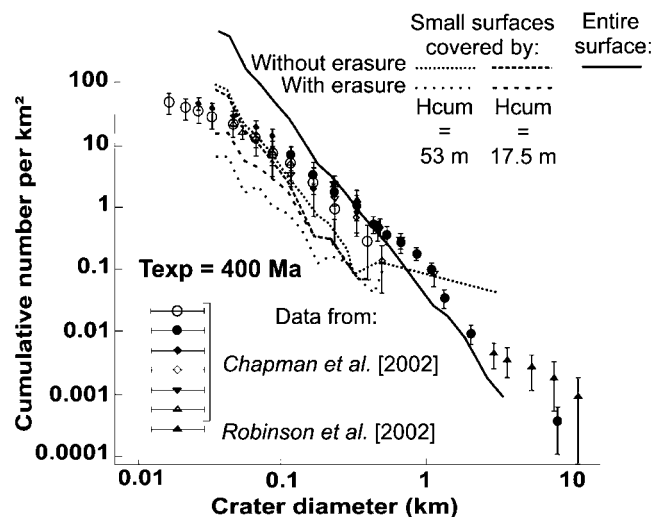 Small surfaces covered by:
Entire surface:
Without erasure
With erasure
Hcum = 53 m
Hcum = 17.5 m
Cumulative number per km²
100
10
1
0.1
0.01
0.001
0.0001
Texp = 400 Ma
Data from:
Chapman et al. [2002]
Robinson et al. [2002]
0.01
0.1
1
10
Crater diameter (km)